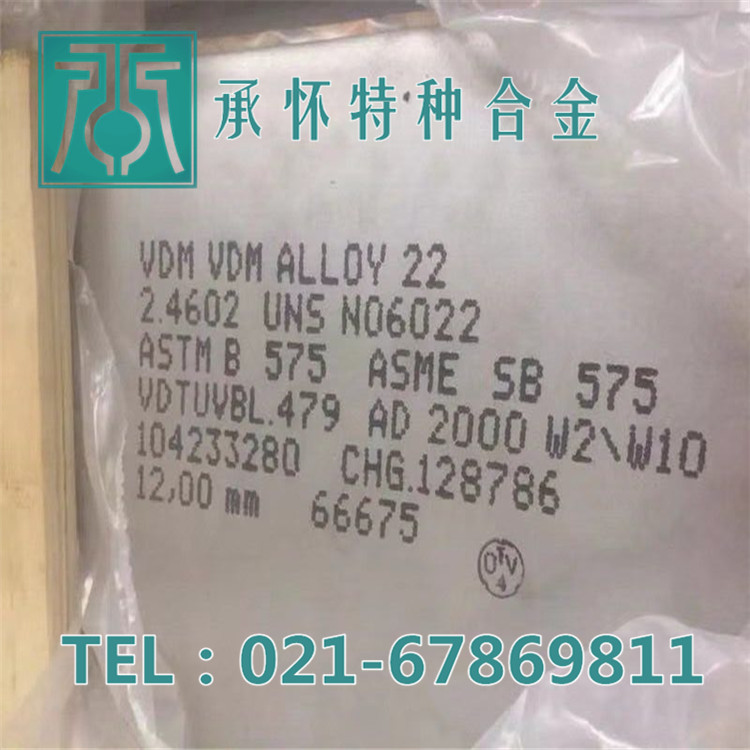 承怀特种合金
VDM VDM ALLOY 22
2.4602 UNS N06022
ASTM B 575 ASME SB 575
VDTUVBL.479 AD 2000 W2\W10
104233280 CHG.128786
12,00 mm 66675
TEL：021-67869811